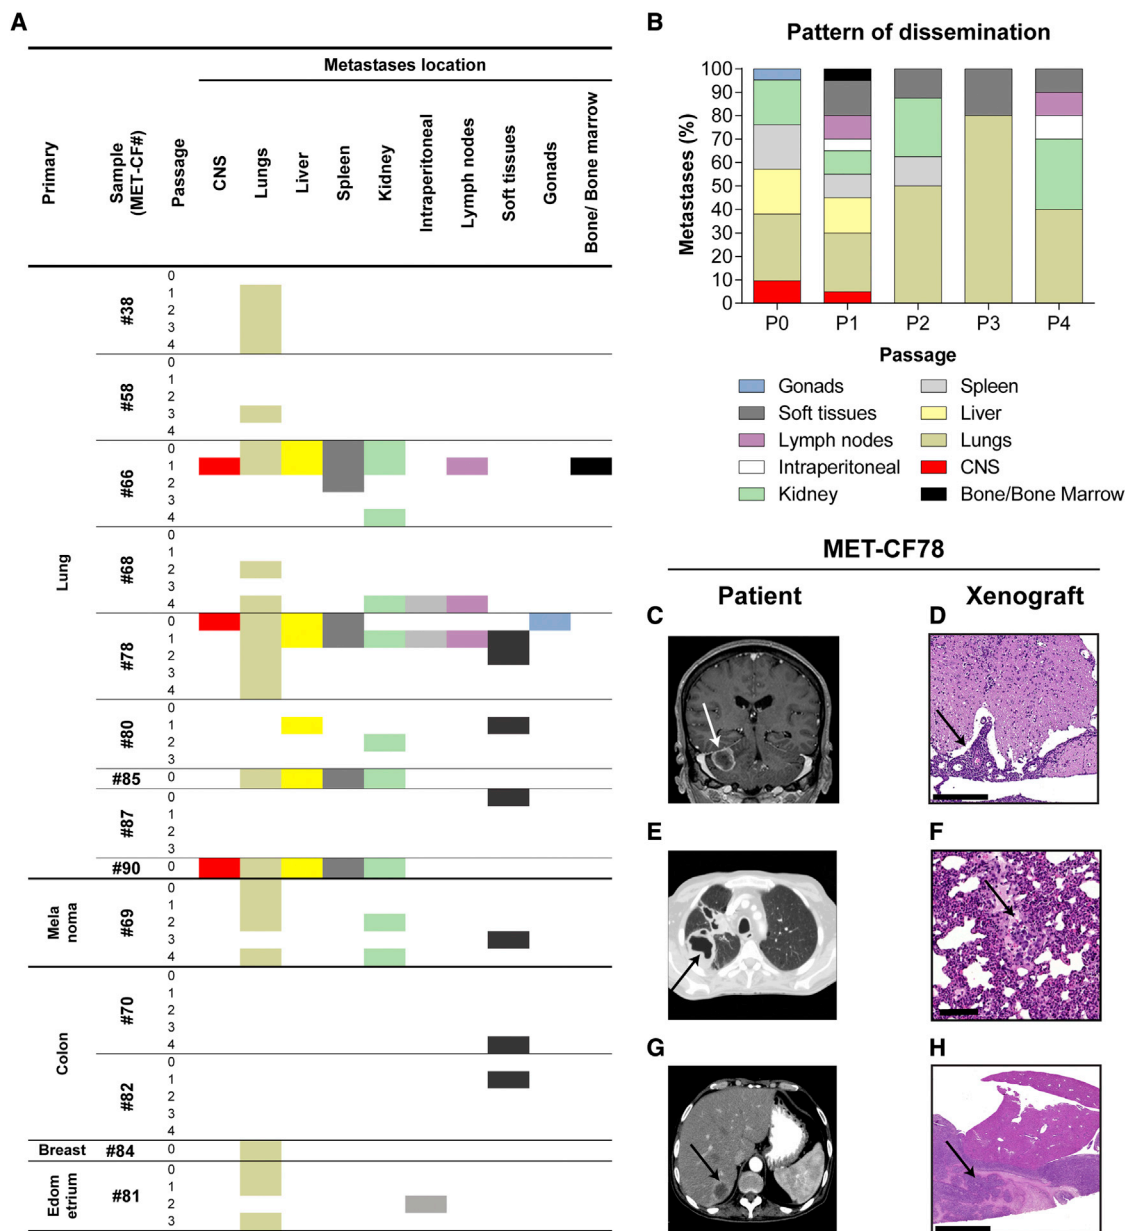 A
Metastases location
Primary
Sample
(MET-CF#)
Passage
CNS
Lungs
Liver
Spleen
Kidney
Intraperitoneal
Lymph nodes
Soft tissues
Gonads
Bone/ Bone marrow
Lung
#38
0
1
2
3
4
#58
0
1
2
3
4
#66
0
1
2
3
4
#68
0
1
2
3
4
#78
0
1
2
3
4
#80
0
1
2
3
#85
0
#87
0
1
2
3
#90
0
Mela
noma
#69
0
1
2
3
4
Colon
#70
0
1
2
3
4
#82
0
1
2
3
4
Breast
#84
0
Edom
etrium
#81
0
1
2
3
B
Pattern of dissemination
Metastases (%)
100
90
80
70
60
50
40
30
20
10
0
P0 P1 P2 P3 P4
Passage
Gonads
Soft tissues
Lymph nodes
Intraperitoneal
Kidney
Spleen
Liver
Lungs
CNS
Bone/Bone Marrow
MET-CF78
Patient
Xenograft
C
D
E
F
G
H